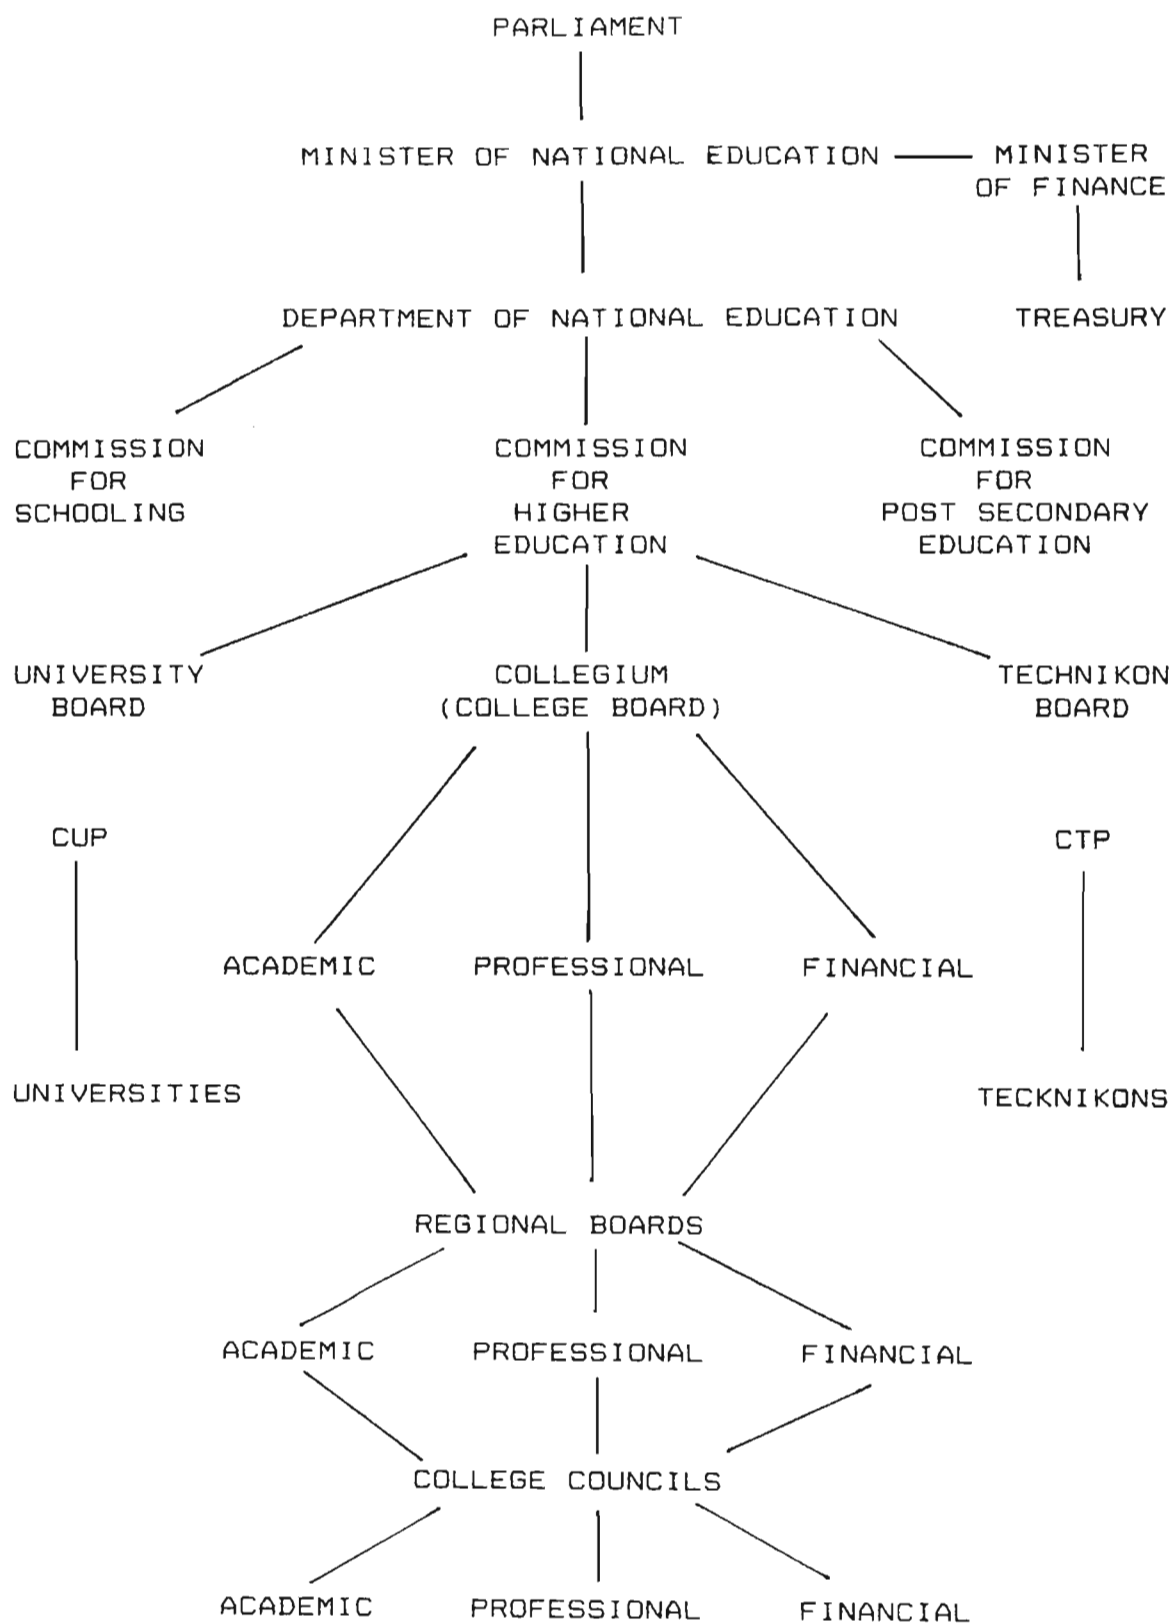 PARLIAMENT
MINISTER OF NATIONAL EDUCATION
MINISTER
OF FINANCE
DEPARTMENT OF NATIONAL EDUCATION
TREASURY
COMMISSION
FOR
SCHOOLING
COMMISSION
FOR
HIGHER
EDUCATION
COMMISSION
FOR
POST SECONDARY
EDUCATION
UNIVERSITY
BOARD
COLLEGIUM
(COLLEGE BOARD)
TECHNIKON
BOARD
CUP
CTP
ACADEMIC
PROFESSIONAL
FINANCIAL
UNIVERSITIES
TECKNIKONS
REGIONAL BOARDS
ACADEMIC
PROFESSIONAL
FINANCIAL
COLLEGE COUNCILS
ACADEMIC
PROFESSIONAL
FINANCIAL